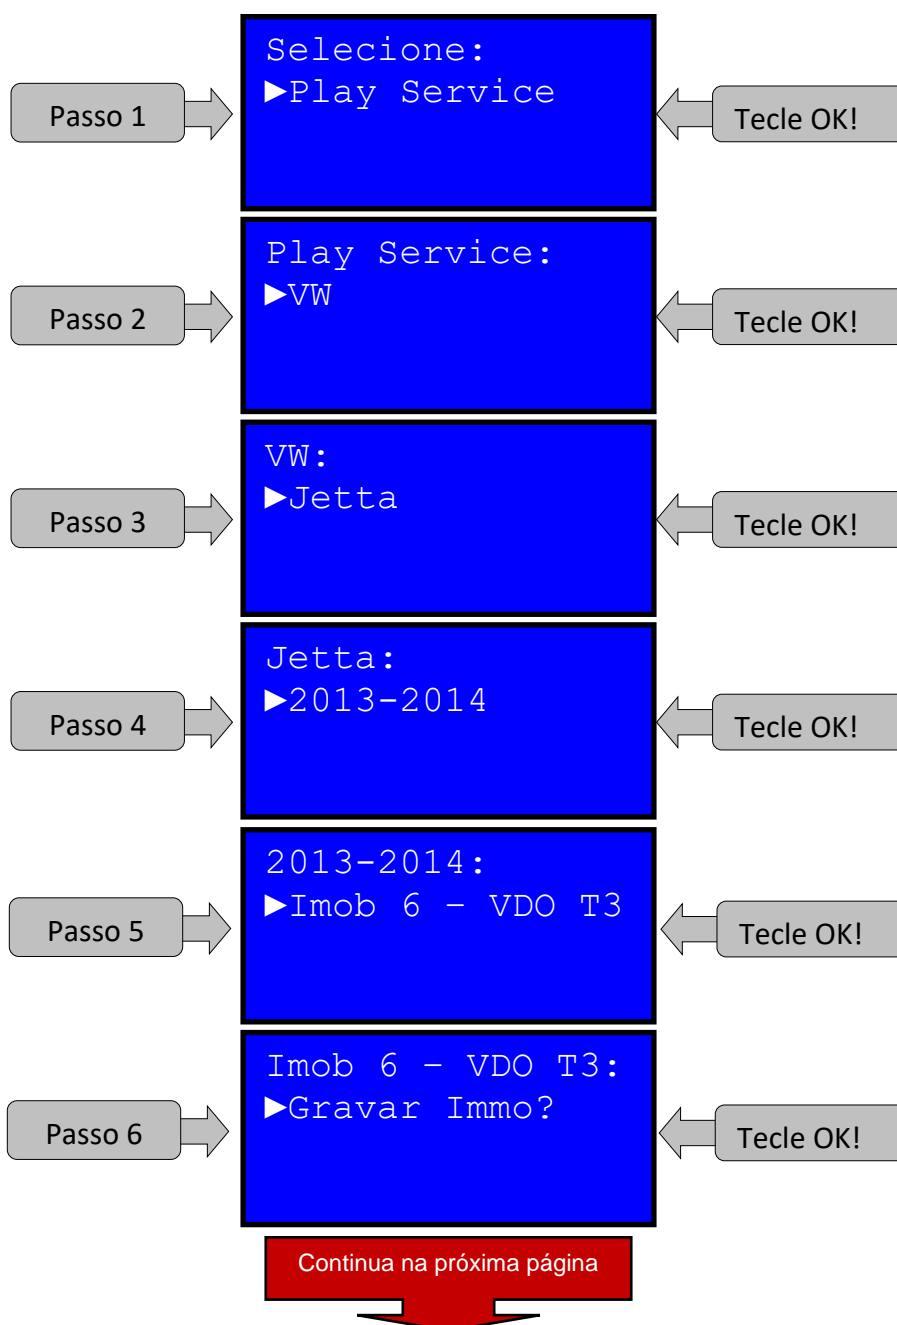 Selecione:
Passo 1
►Play Service
Tecle OK!
Play Service:
Passo 2
►VW
Tecle OK!
VW:
Passo 3
►Jetta
Tecle OK!
Jetta:
Passo 4
►2013-2014
Tecle OK!
2013-2014:
Passo 5
►Imob 6 – VDO T3
Tecle OK!
Imob 6 – VDO T3:
Passo 6
►Gravar Immo?
Tecle OK!
Continua na próxima página